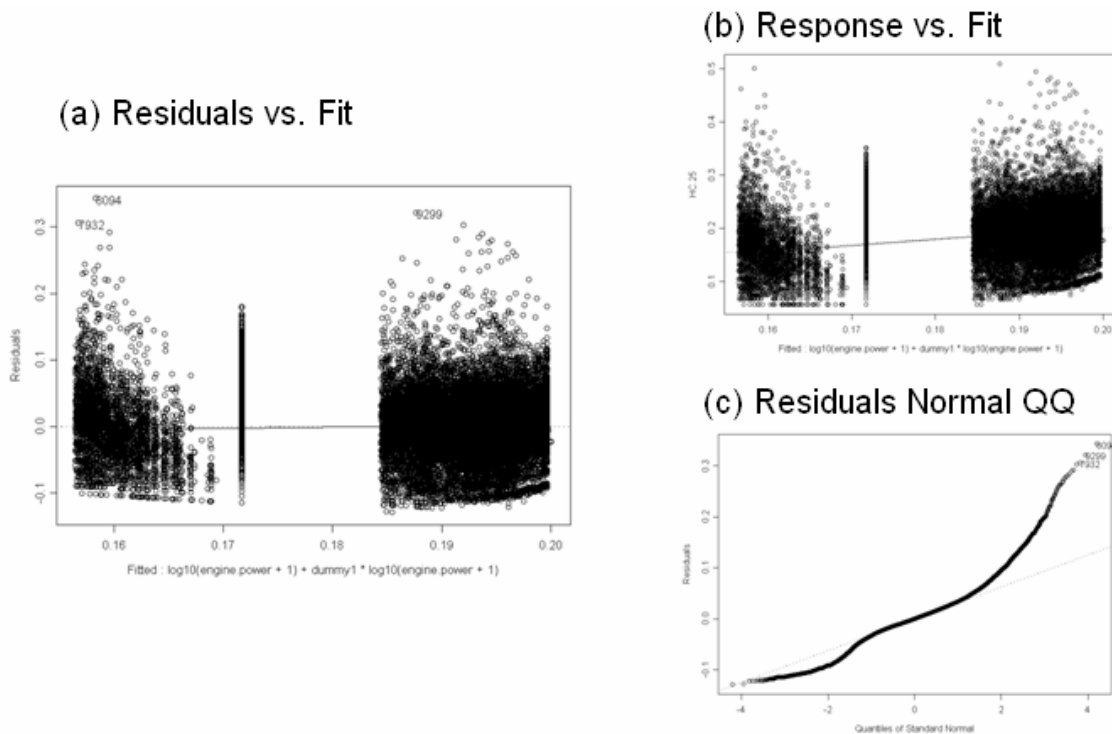 (a) Residuals vs. Fit
Residuals
0.3
0.2
0.1
0.0
-0.1
6094
7932
9299
0.16 0.17 0.18 0.19 0.20
Fitted : log10(engine.power + 1) + dummy1 * log10(engine.power + 1)
(b) Response vs. Fit
HC.25
0.5
0.4
0.3
0.2
0.1
0.16 0.17 0.18 0.19 0.20
Fitted : log10(engine.power + 1) + dummy1 * log10(engine.power + 1)
(c) Residuals Normal QQ
Residuals
0.3
0.2
0.1
0.0
-0.1
9299
7932
-4 -2 0 2 4
Quantiles of Standard Normal